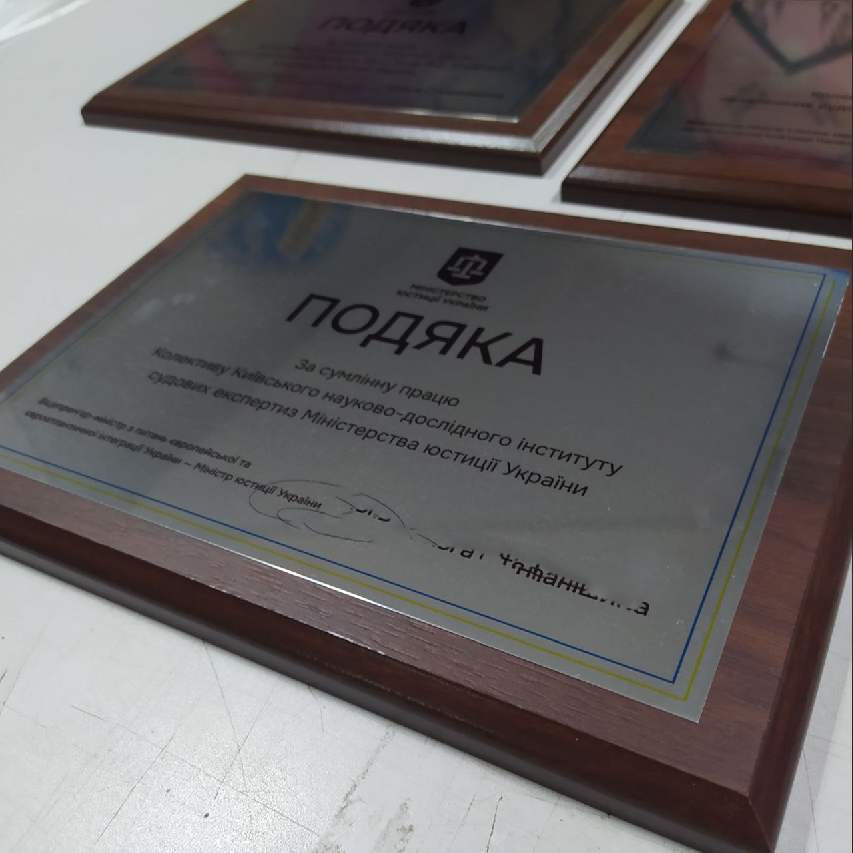 ПОДЯКА
МІНІСТЕРСТВО
ЮСТИЦІЇ УКРАЇНИ
ПОДЯКА
За сумлінну працю
Колективу Київського науково-дослідного інституту
судових експертиз Міністерства юстиції України
Віцепрем'єр-міністр з питань європейської та
євроатлантичної інтеграції України – Міністр юстиції України